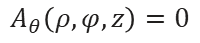 A_θ(ρ, φ, z) = 0